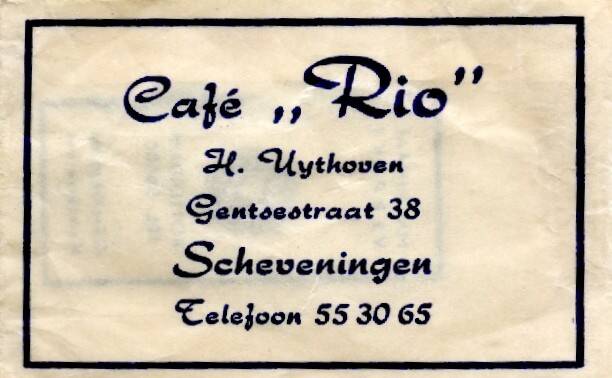 Café „Rio”
H. Uythoven
Gentsestraat 38
Scheveningen
Telefoon 55 30 65